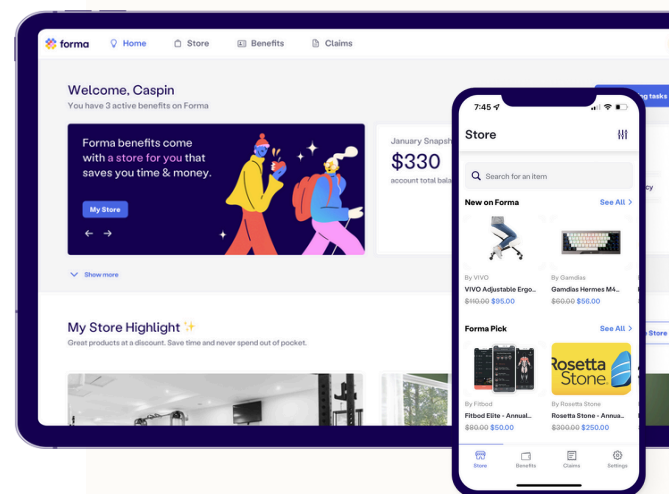 forma
Home
Store
Benefits
Claims
Welcome, Caspin
You have 3 active benefits on Forma
tasks
Forma benefits come
with a store for you that
saves you time & money.
My Store
January
$330
account total
Show more
My Store Highlight
Great products at a discount. Save time and never spend out of pocket.
Store
7:45
Store
Search for an item
New on Forma
See All >
By VIVO
By Gamdias
VIVO Adjustable Ergo..
Gamdias Hermes M4..
$110.00 $95.00
$60.00 $56.00
Forma Pick
See All >
Rosetta
Stone
By Fitbod
By Rosetta Stone
Fitbod Elite - Annual..
Rosetta Stone - Annua..
$80.00 $50.00
$300.00 $250.00
Store
Benefits
Claims
Settings